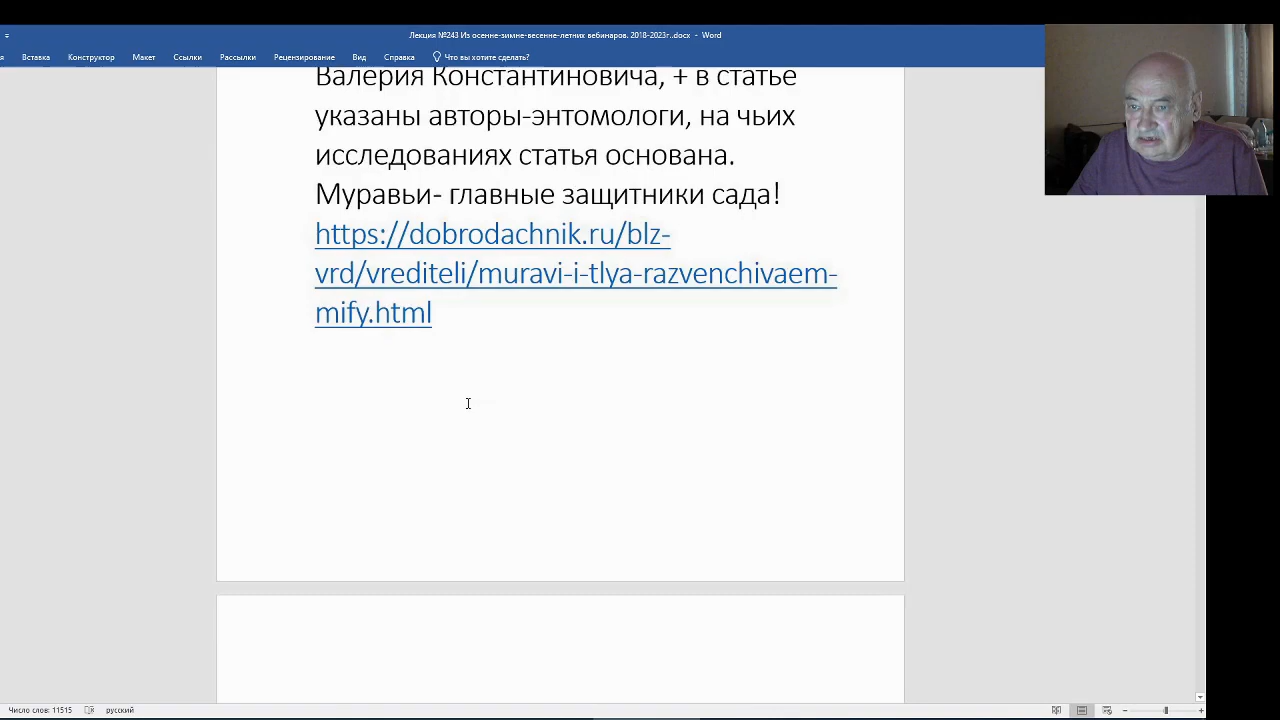 Лекция №243 Из осенне-зимне-весенне-летних вебинаров. 2018-2023г..docx - Word
Вставка Конструктор Макет Ссылки Рассылки Рецензирование Вид Справка Что вы хотите сделать?
Валерия Константиновича, + в статье
указаны авторы-энтомологи, на чьих
исследованиях статья основана.
Муравьи- главные защитники сада!
https://dobrodachnik.ru/blz-
vrd/vrediteli/muravi-i-tlya-razvenchivaem-
mify.html
Число слов: 11515 русский